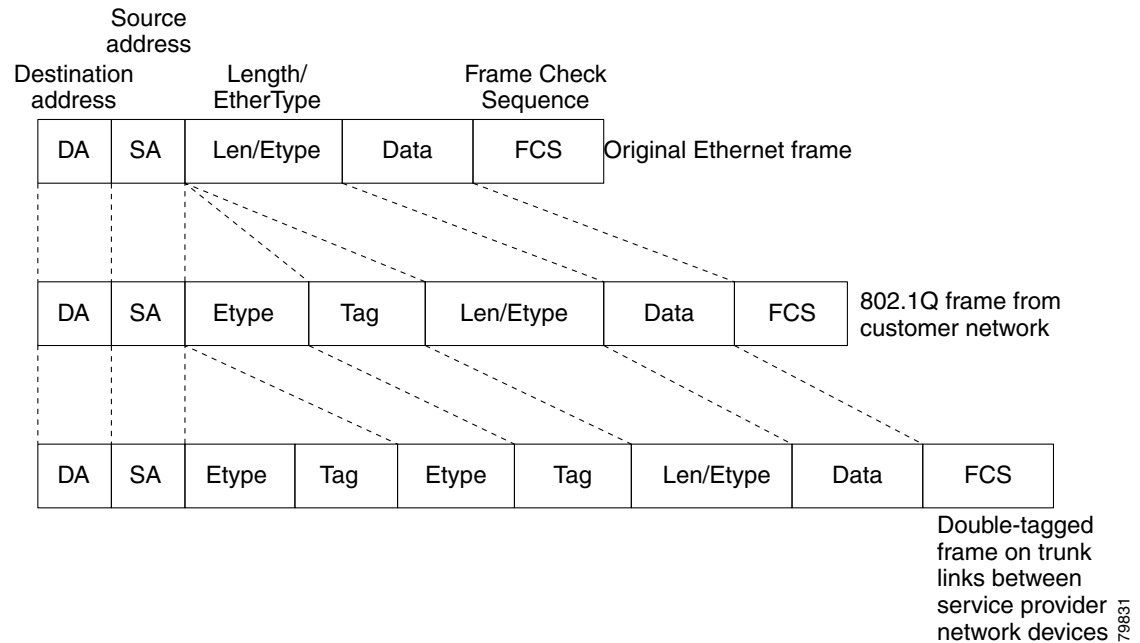 Source
address
Destination
address
Length/
EtherType
Frame Check
Sequence
DA SA Len/Etype Data FCS Original Ethernet frame
DA SA Etype Tag Len/Etype Data FCS 802.1Q frame from
customer network
DA SA Etype Tag Etype Tag Len/Etype Data FCS
Double-tagged
frame on trunk
links between
service provider
network devices
79831